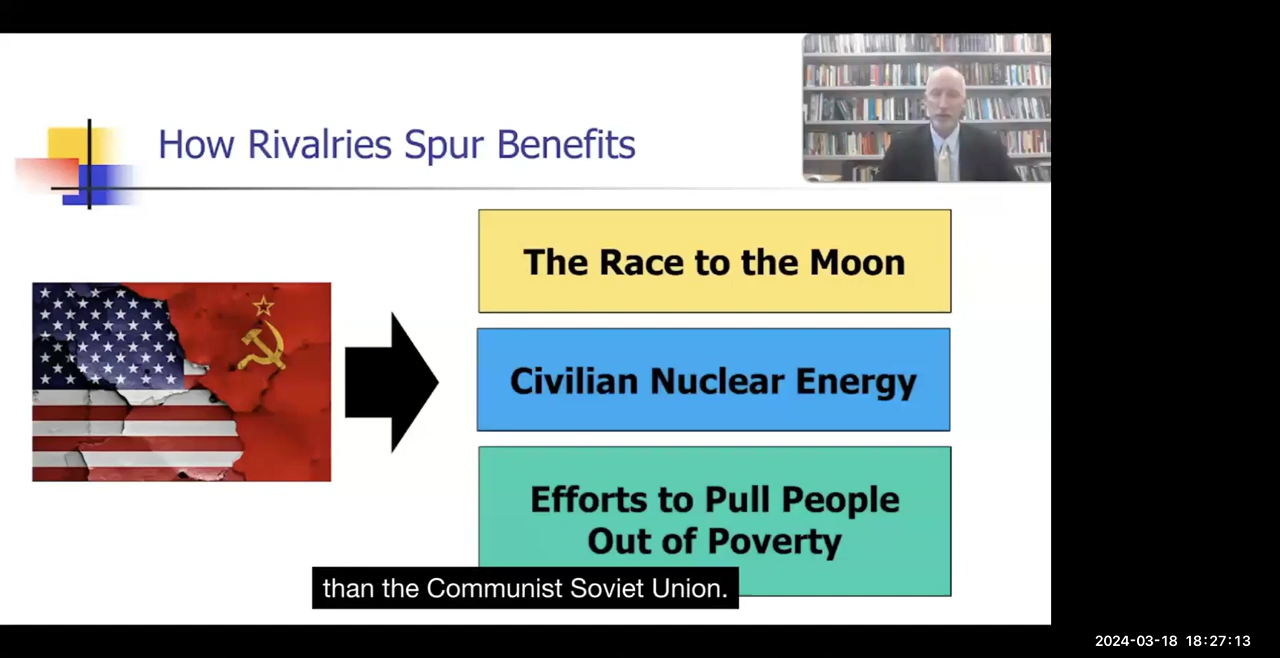 How Rivalries Spur Benefits
The Race to the Moon
Civilian Nuclear Energy
Efforts to Pull People
Out of Poverty
than the Communist Soviet Union.
2024-03-18 18:27:13